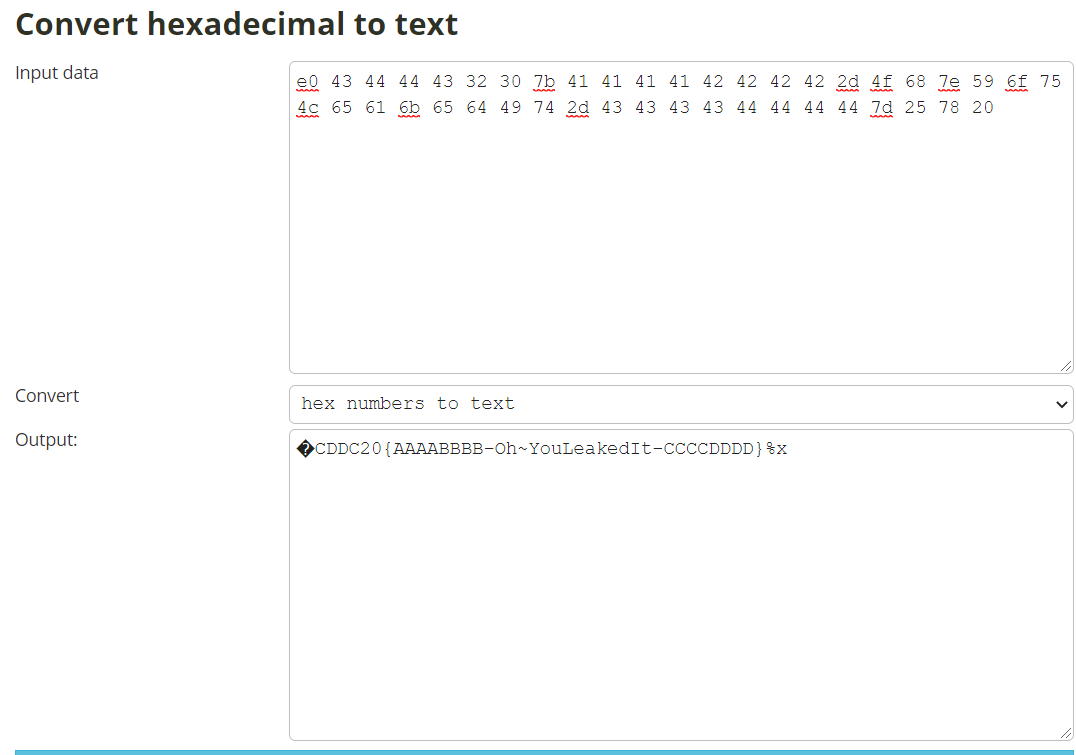 Convert hexadecimal to text
Input data
e0 43 44 44 43 32 30 7b 41 41 41 41 42 42 42 42 2d 4f 68 7e 59 6f 75
4c 65 61 6b 65 64 49 74 2d 43 43 43 43 44 44 44 44 7d 25 78 20
Convert
hex numbers to text
Output:
�CDDC20{AAAABBBB-Oh~YouLeakedIt-CCCCDDDD}%x